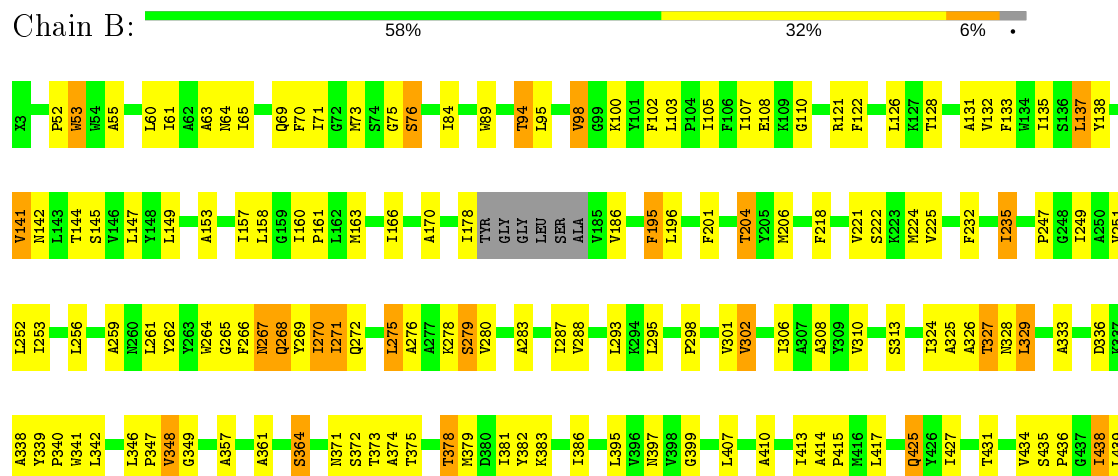 Chain B:
58% 32% 6% •
X3 P52 W53 W54 A55 L60 I61 A62 A63 N64 I65 Q69 F70 I71 G72 M73 S74 G75 S76 I84 W89 T94 L95 V98 G99 K100 Y101 F102 L103 P104 I105 F106 I107 E108 K109 G110 R121 F122 L126 K127 T128 A131 V132 F133 W134 I135 S136 L137 Y138
V141 N142 L143 T144 S145 V146 L147 Y148 L149 A153 I157 L158 G159 I160 P161 L162 M163 I166 A170 I178 TYR GLY GLY LEU SER ALA V185 V186 F195 L196 F201 T204 Y205 M206 F218 V221 S222 K223 M224 V225 F232 I235 P247 G248 I249 A250
L252 I253 L256 A259 N260 L261 Y262 Y263 W264 G265 F266 N267 Q268 Y269 I270 I271 Q272 L275 A276 A277 K278 S279 V280 A283 I287 V288 L293 K294 L295 P298 V301 V302 I306 A307 A308 Y309 V310 S313 I324 A325 A326 T327 N328 L329 A333 D336 K337
A338 Y339 P340 W341 L342 L346 P347 V348 G349 A357 A361 S364 N371 S372 T373 A374 T375 T378 M379 D380 I381 Y382 K383 I386 L395 V396 N397 V398 G399 L407 A410 I413 A414 P415 M416 L417 Q425 Y426 I427 T431 V434 S435 P436 G437 I438